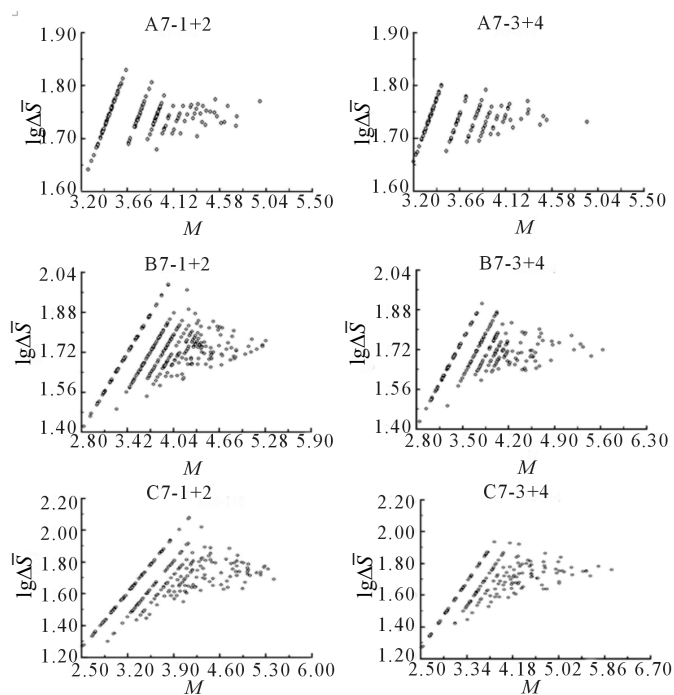 A7-1+2
A7-3+4
1.90
1.80
1.70
1.60
lgΔS̅
3.20 3.66 4.12 4.58 5.04 5.50
M
1.90
1.80
1.70
1.60
lgΔS̅
3.20 3.66 4.12 4.58 5.04 5.50
M
B7-1+2
B7-3+4
2.04
1.88
1.72
1.56
1.40
lgΔS̅
2.80 3.42 4.04 4.66 5.28 5.90
M
2.04
1.88
1.72
1.56
1.40
lgΔS̅
2.80 3.50 4.20 4.90 5.60 6.30
M
C7-1+2
C7-3+4
2.20
2.00
1.80
1.60
1.40
1.20
lgΔS̅
2.50 3.20 3.90 4.60 5.30 6.00
M
2.20
2.00
1.80
1.60
1.40
1.20
lgΔS̅
2.50 3.34 4.18 5.02 5.86 6.70
M